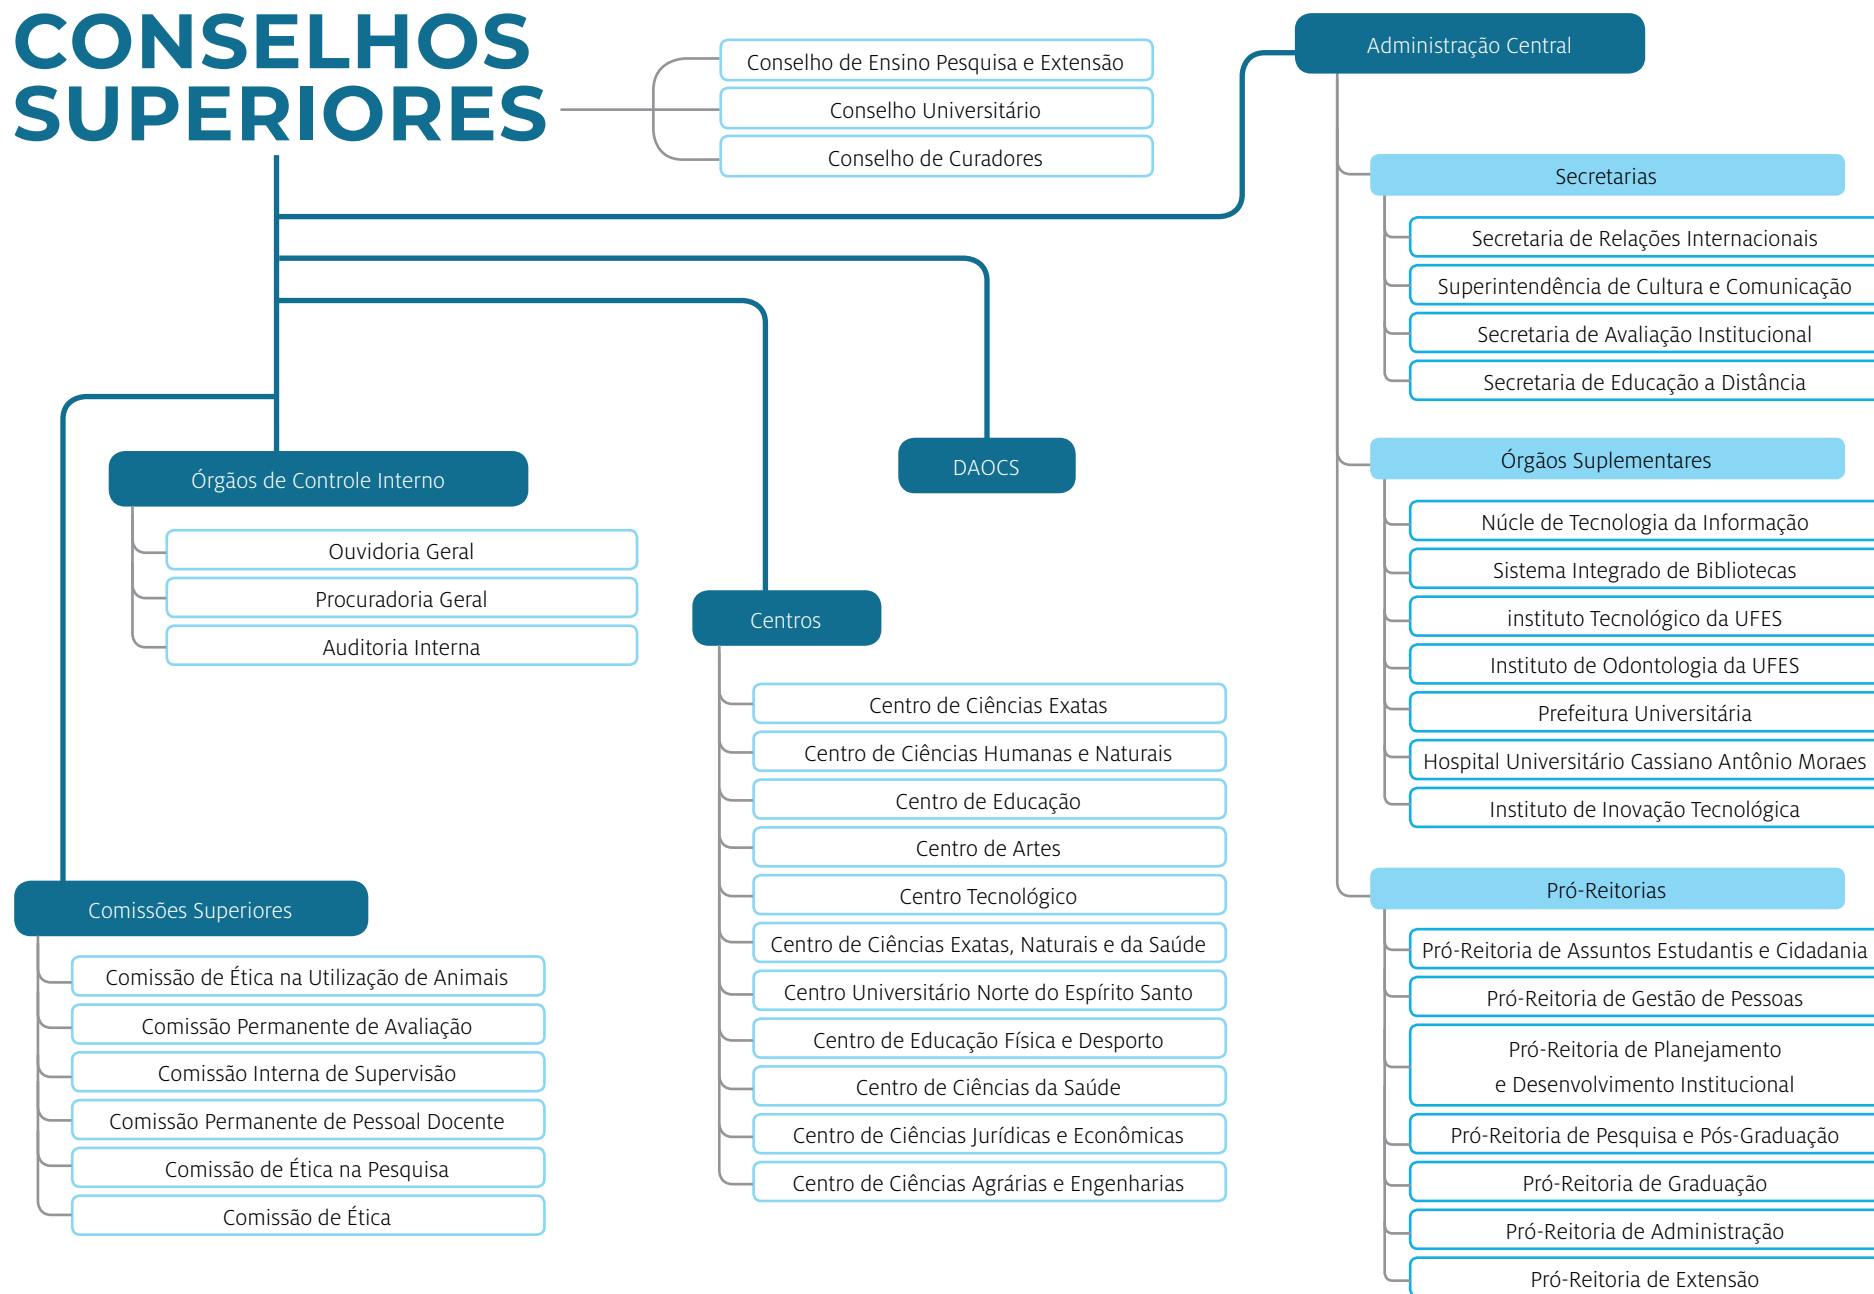 CONSELHOS
SUPERIORES
Conselho de Ensino Pesquisa e Extensão
Conselho Universitário
Conselho de Curadores
Administração Central
Secretarias
Secretaria de Relações Internacionais
Superintendência de Cultura e Comunicação
Secretaria de Avaliação Institucional
Secretaria de Educação a Distância
Órgãos Suplementares
Núcle de Tecnologia da Informação
Sistema Integrado de Bibliotecas
instituto Tecnológico da UFES
Instituto de Odontologia da UFES
Prefeitura Universitária
Hospital Universitário Cassiano Antônio Moraes
Instituto de Inovação Tecnológica
Pró-Reitorias
Pró-Reitoria de Assuntos Estudantis e Cidadania
Pró-Reitoria de Gestão de Pessoas
Pró-Reitoria de Planejamento
e Desenvolvimento Institucional
Pró-Reitoria de Pesquisa e Pós-Graduação
Pró-Reitoria de Graduação
Pró-Reitoria de Administração
Pró-Reitoria de Extensão
DAOCS
Centros
Centro de Ciências Exatas
Centro de Ciências Humanas e Naturais
Centro de Educação
Centro de Artes
Centro Tecnológico
Centro de Ciências Exatas, Naturais e da Saúde
Centro Universitário Norte do Espírito Santo
Centro de Educação Física e Desporto
Centro de Ciências da Saúde
Centro de Ciências Jurídicas e Econômicas
Centro de Ciências Agrárias e Engenharias
Órgãos de Controle Interno
Ouvidoria Geral
Procuradoria Geral
Auditoria Interna
Comissões Superiores
Comissão de Ética na Utilização de Animais
Comissão Permanente de Avaliação
Comissão Interna de Supervisão
Comissão Permanente de Pessoal Docente
Comissão de Ética na Pesquisa
Comissão de Ética